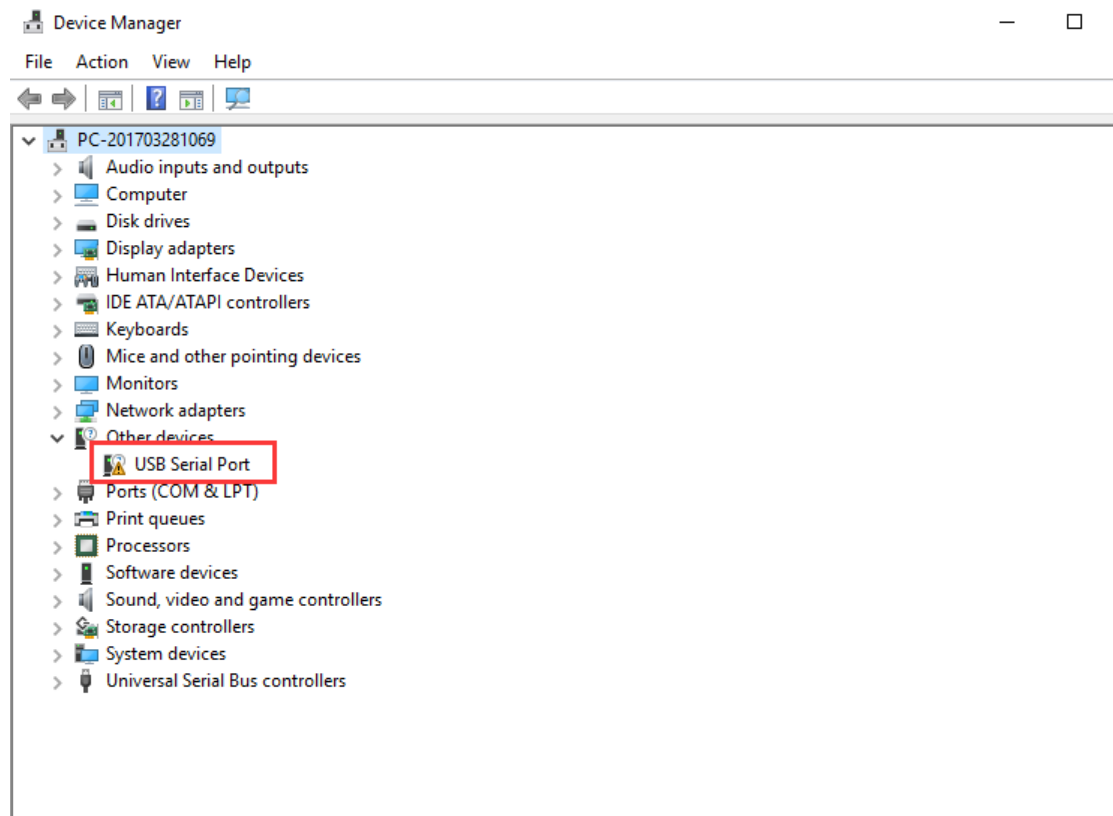 Device Manager
File Action View Help
PC-201703281069
Audio inputs and outputs
Computer
Disk drives
Display adapters
Human Interface Devices
IDE ATA/ATAPI controllers
Keyboards
Mice and other pointing devices
Monitors
Network adapters
Other devices
USB Serial Port
Ports (COM & LPT)
Print queues
Processors
Software devices
Sound, video and game controllers
Storage controllers
System devices
Universal Serial Bus controllers